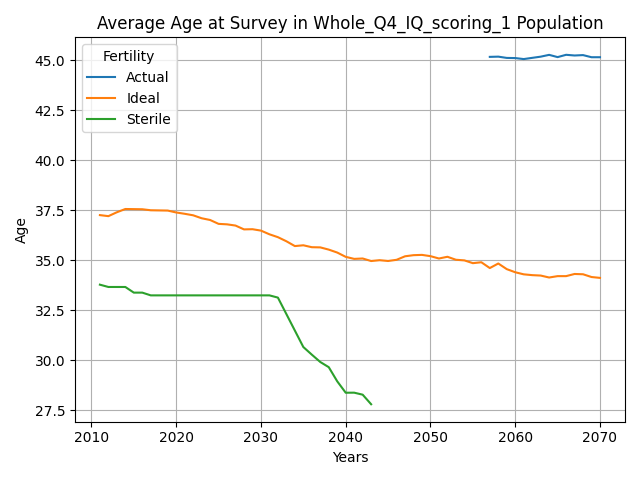 Average Age at Survey in Whole_Q4_IQ_scoring_1 Population
Fertility
Actual
Ideal
Sterile
45.0
42.5
40.0
37.5
35.0
32.5
30.0
27.5
Age
2010 2020 2030 2040 2050 2060 2070
Years